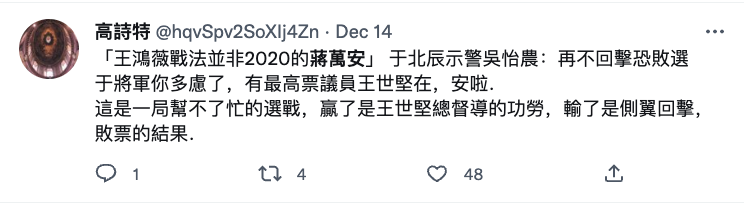 高詩特 @hqvSpv2SoXIj4Zn · Dec 14
「王鴻薇戰法並非2020的蔣萬安」 于北辰示警吳怡農：再不回擊恐敗選
于將軍你多慮了，有最高票議員王世堅在，安啦.
這是一局幫不了忙的選戰，贏了是王世堅總督導的功勞，輸了是側翼回擊，
敗票的結果.
1 4 48